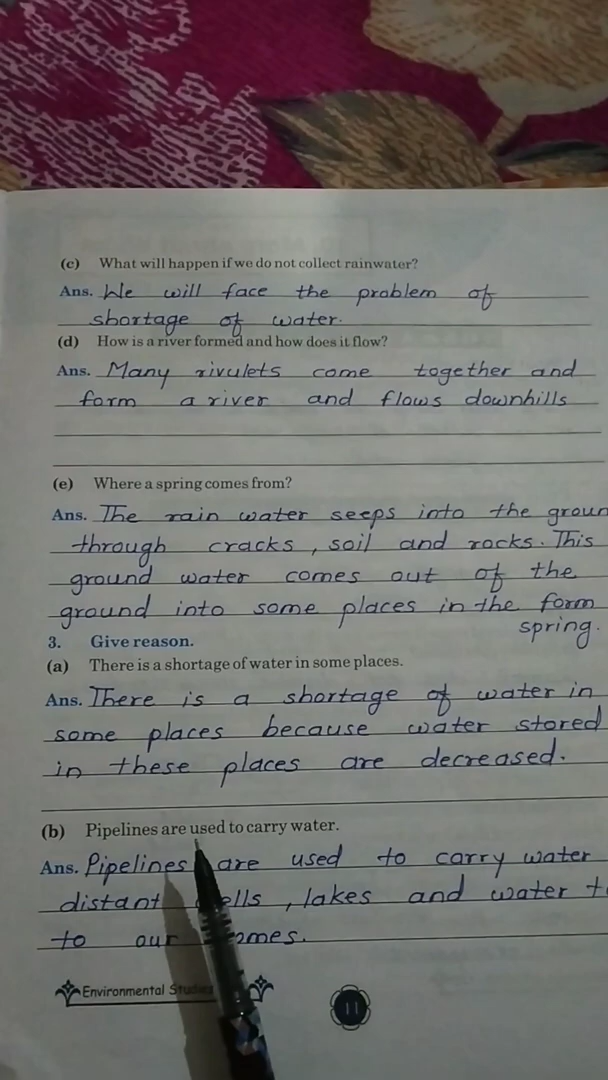 (c) What will happen if we do not collect rainwater?
Ans. We will face the problem of
shortage of water.
(d) How is a river formed and how does it flow?
Ans. Many rivulets come together and
form a river and flows downhills
(e) Where a spring comes from?
Ans. The rain water seeps into the groun
through cracks, soil and rocks. This
ground water comes out of the
ground into some places in the form
spring.
3. Give reason.
(a) There is a shortage of water in some places.
Ans. There is a shortage of water in
some places because water stored
in these places are decreased.
(b) Pipelines are used to carry water.
Ans. Pipelines are used to carry water
distant lakes and water
to our
Environmental
11